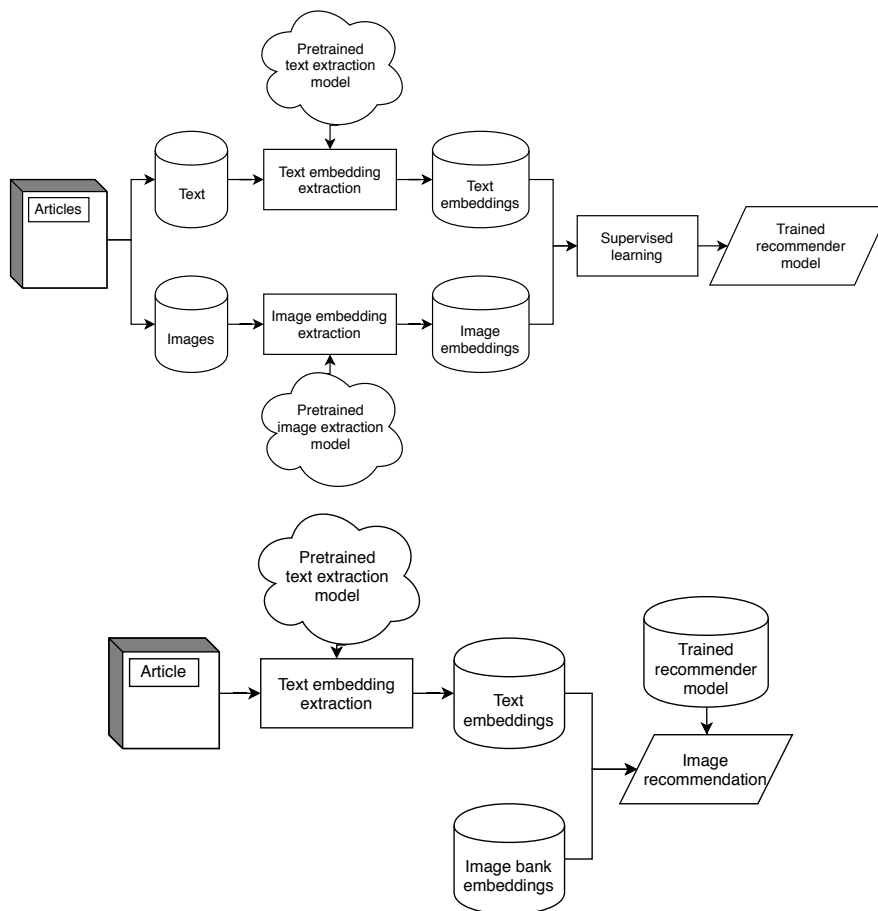 Pretrained
text extraction
model
Articles
Text
Text embedding
extraction
Text
embeddings
Supervised
learning
Trained
recommender
model
Images
Image embedding
extraction
Image
embeddings
Pretrained
image extraction
model
Pretrained
text extraction
model
Article
Text embedding
extraction
Text
embeddings
Trained
recommender
model
Image
recommendation
Image bank
embeddings